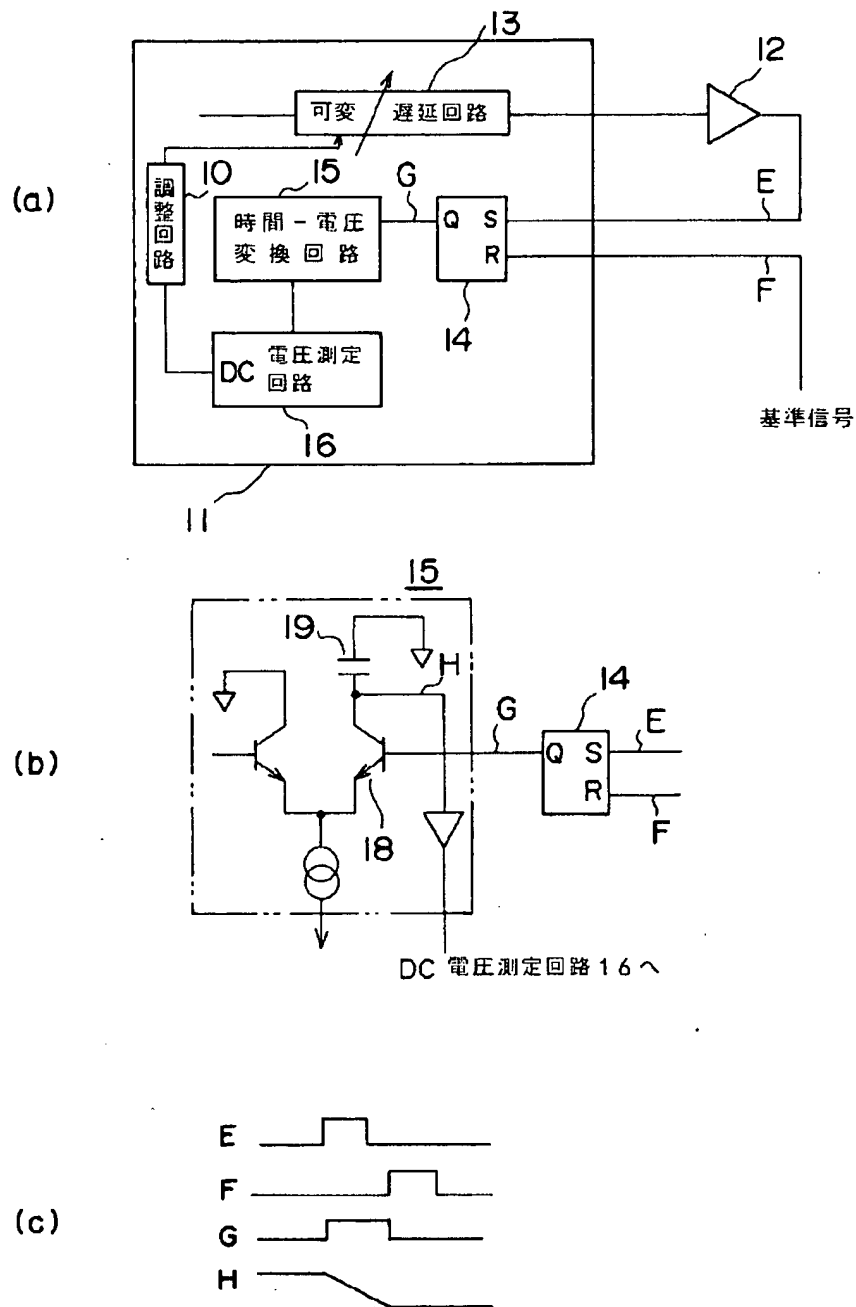 (a)
13
12
可変 遅延回路
10
調整回路
15
時間-電圧
変換回路
G
Q S
R
14
E
F
DC 電圧測定
回路
16
11
基準信号
(b)
15
19
H
18
G
14
Q S
R
E
F
DC 電圧測定回路16へ
(c)
E
F
G
H